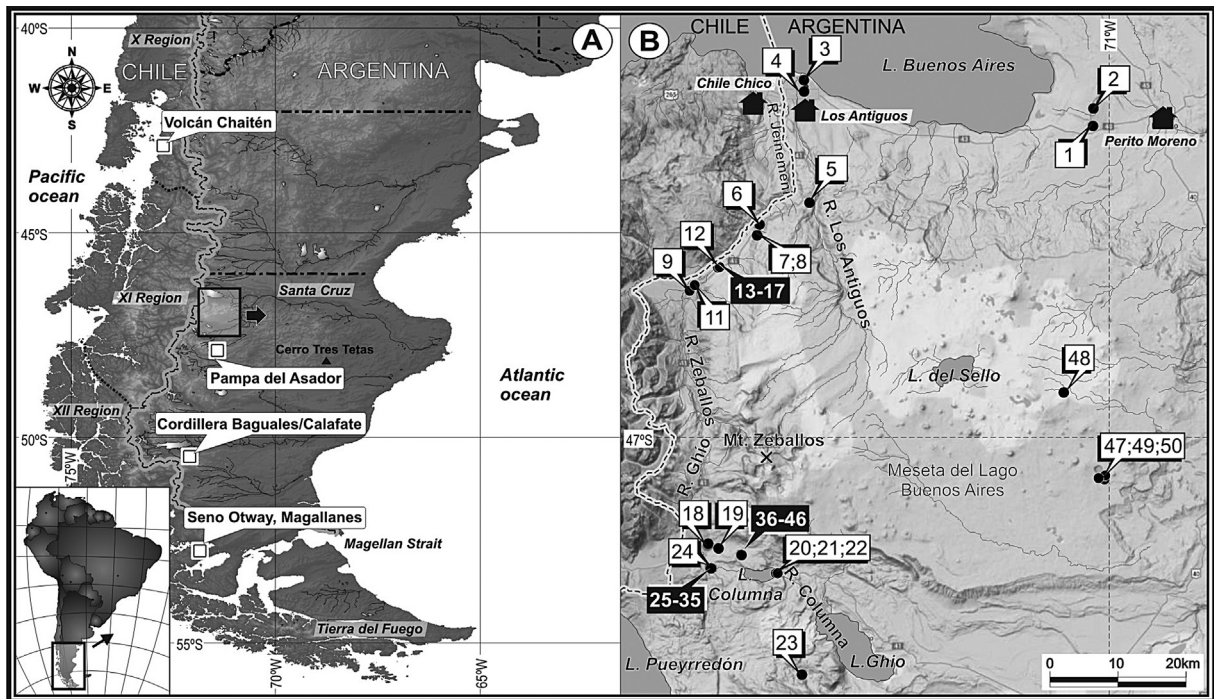 40ºS
X Region
N
W
E
S
CHILE
ARGENTINA
A
Volcán Chaitén
Pacific
ocean
45ºS
XI Region
Santa Cruz
Cerro Tres Tetas
Pampa del Asador
Atlantic
ocean
XII Region
Cordillera Baguales/Calafate
50ºS
75ºW
Seno Otway, Magallanes
Magellan Strait
Tierra del Fuego
55ºS
70ºW
65ºW
B
CHILE
ARGENTINA
71ºW
3
4
L. Buenos Aires
2
Chile Chico
Los Antiguos
R. Jeinemeni
1
Perito Moreno
5
6
R. Los Antiguos
12
7;8
9
13-17
11
R. Zeballos
48
L. del Sello
47ºS
Mt. Zeballos
47;49;50
Meseta del Lago
Buenos Aires
R. Ghio
18
19
36-46
24
20;21;22
25-35
L.
Columna
R. Columna
23
L. Pueyrredón
L.Ghio
0
10
20km